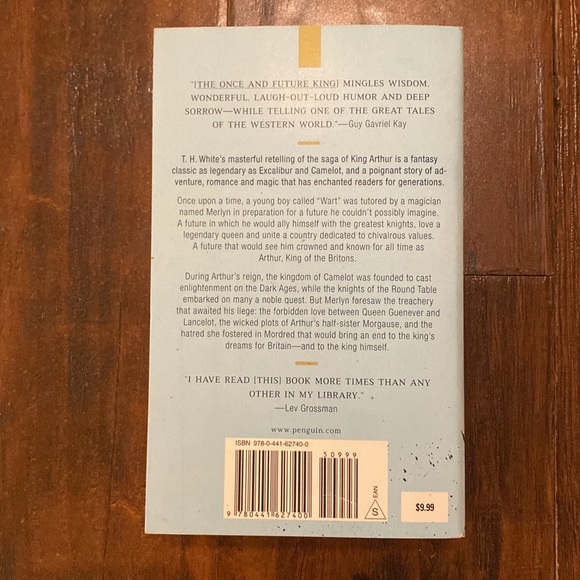 "[THE ONCE AND FUTURE KING] MINGLES WISDOM,
WONDERFUL, LAUGH-OUT-LOUD HUMOR AND DEEP
SORROW—WHILE TELLING ONE OF THE GREAT TALES
OF THE WESTERN WORLD."—Guy Gavriel Kay
T. H. White's masterful retelling of the saga of King Arthur is a fantasy
classic as legendary as Excalibur and Camelot, and a poignant story of ad-
venture, romance and magic that has enchanted readers for generations.
Once upon a time, a young boy called "Wart" was tutored by a magician
named Merlyn in preparation for a future he couldn't possibly imagine.
A future in which he would ally himself with the greatest knights, love a
legendary queen and unite a country dedicated to chivalrous values.
A future that would see him crowned and known for all time as
Arthur, King of the Britons.
During Arthur's reign, the kingdom of Camelot was founded to cast
enlightenment on the Dark Ages, while the knights of the Round Table
embarked on many a noble quest. But Merlyn foresaw the treachery
that awaited his liege: the forbidden love between Queen Guenever and
Lancelot, the wicked plots of Arthur's half-sister Morgause, and the
hatred she fostered in Mordred that would bring an end to the king's
dreams for Britain—and to the king himself.
"I HAVE READ [THIS] BOOK MORE TIMES THAN ANY
OTHER IN MY LIBRARY."
—Lev Grossman
www.penguin.com
ISBN 978-0-441-62740-0
50999
9 780441 627400
EAN
S
$9.99